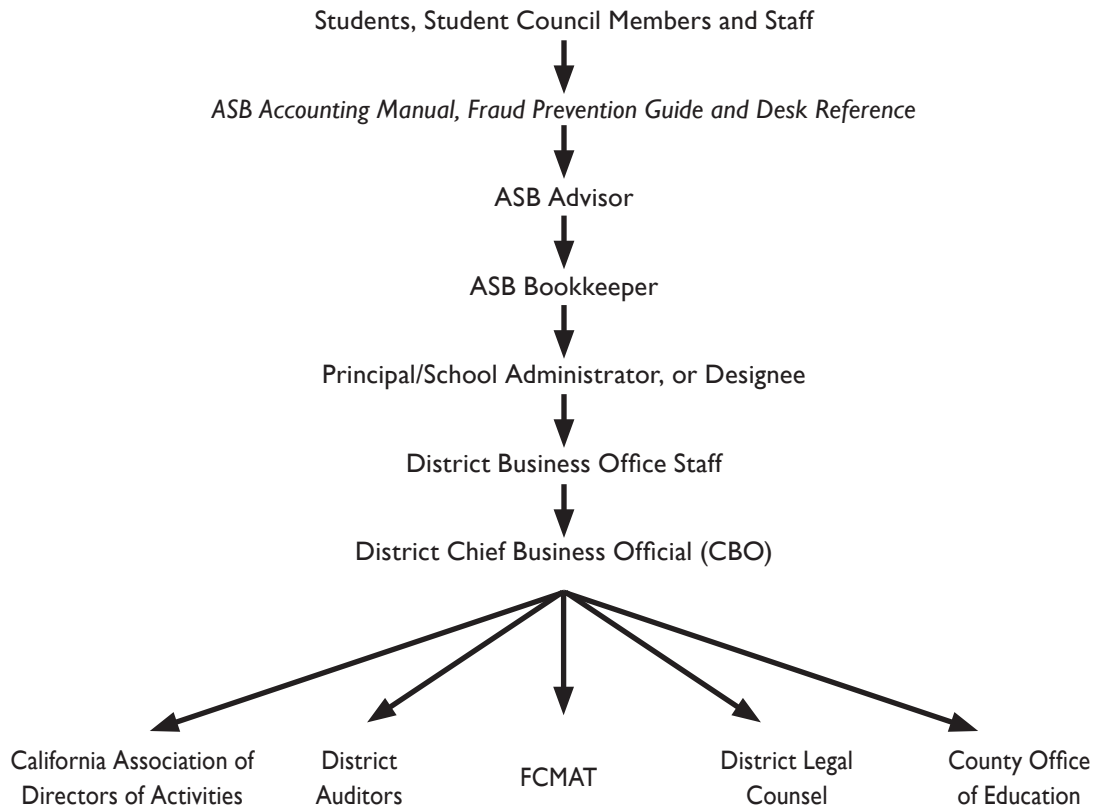 Students, Student Council Members and Staff
ASB Accounting Manual, Fraud Prevention Guide and Desk Reference
ASB Advisor
ASB Bookkeeper
Principal/School Administrator, or Designee
District Business Office Staff
District Chief Business Official (CBO)
California Association of
Directors of Activities
District
Auditors
FCMAT
District Legal
Counsel
County Office
of Education